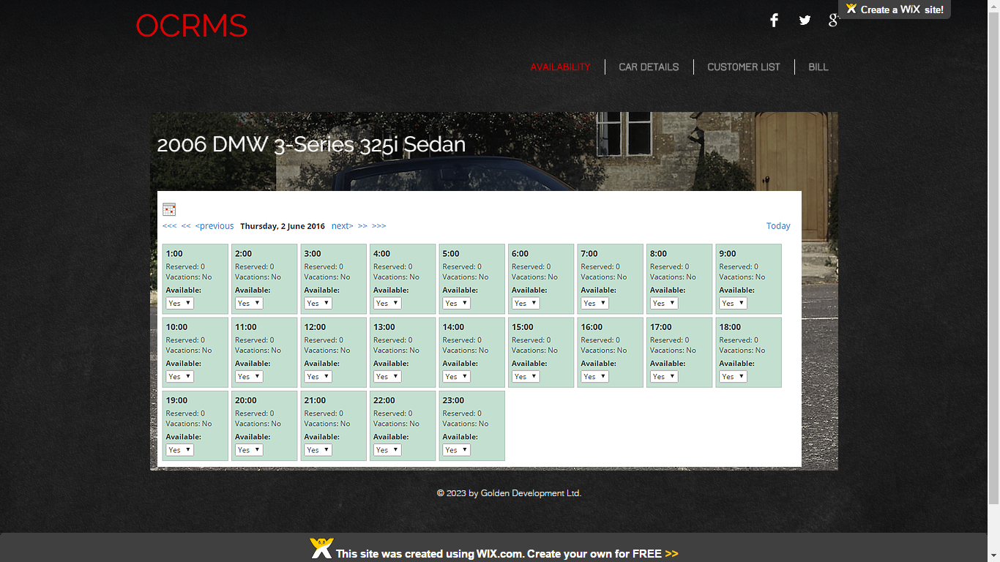 OCRMS
Create a WiX site!
AVAILABILITY CAR DETAILS CUSTOMER LIST BILL
2006 DMW 3-Series 325i Sedan
<<< << <previous Thursday, 2 June 2016 next> >> >>> Today
1:00 2:00 3:00 4:00 5:00 6:00 7:00 8:00 9:00
Reserved: 0 Reserved: 0 Reserved: 0 Reserved: 0 Reserved: 0 Reserved: 0 Reserved: 0 Reserved: 0 Reserved: 0
Vacations: No Vacations: No Vacations: No Vacations: No Vacations: No Vacations: No Vacations: No Vacations: No Vacations: No
Available: Available: Available: Available: Available: Available: Available: Available: Available:
Yes Yes Yes Yes Yes Yes Yes Yes Yes
10:00 11:00 12:00 13:00 14:00 15:00 16:00 17:00 18:00
Reserved: 0 Reserved: 0 Reserved: 0 Reserved: 0 Reserved: 0 Reserved: 0 Reserved: 0 Reserved: 0 Reserved: 0
Vacations: No Vacations: No Vacations: No Vacations: No Vacations: No Vacations: No Vacations: No Vacations: No Vacations: No
Available: Available: Available: Available: Available: Available: Available: Available: Available:
Yes Yes Yes Yes Yes Yes Yes Yes Yes
19:00 20:00 21:00 22:00 23:00
Reserved: 0 Reserved: 0 Reserved: 0 Reserved: 0 Reserved: 0
Vacations: No Vacations: No Vacations: No Vacations: No Vacations: No
Available: Available: Available: Available: Available:
Yes Yes Yes Yes Yes
© 2023 by Golden Development Ltd.
This site was created using WIX.com. Create your own for FREE >>